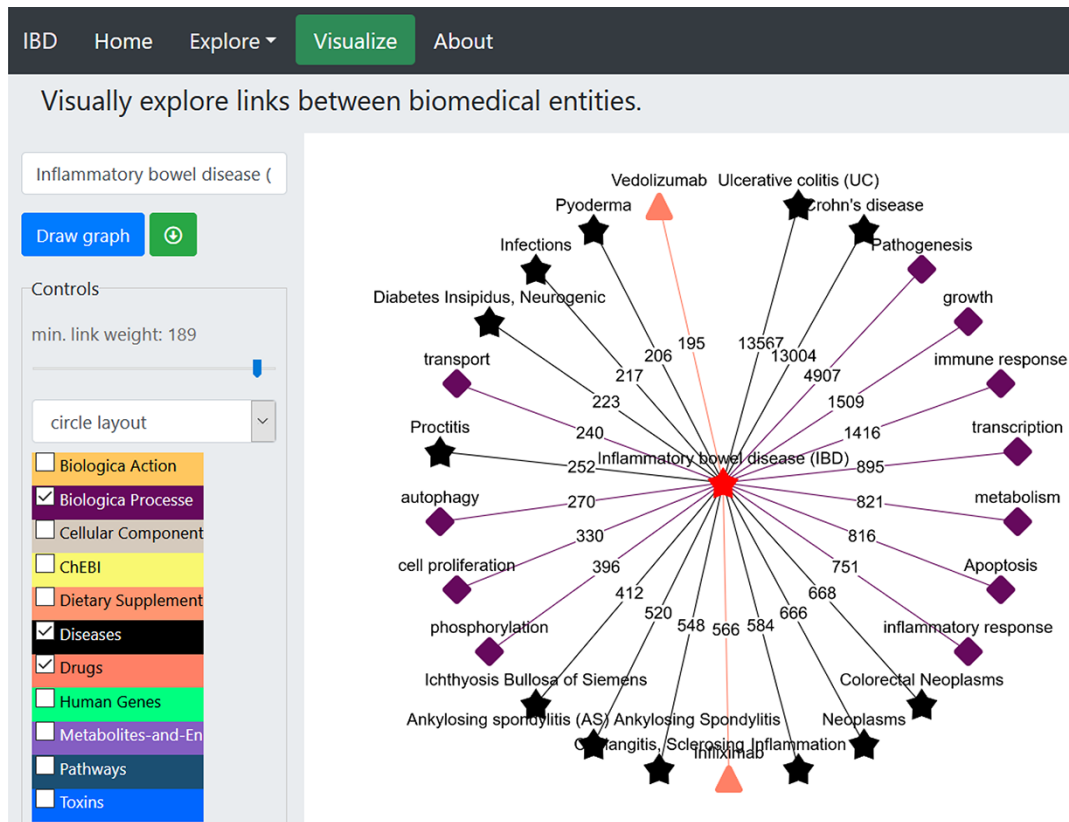 IBD Home Explore Visualize About
Visually explore links between biomedical entities.
Inflammatory bowel disease (
Draw graph
Controls
min. link weight: 189
circle layout
Biologica Action
Biologica Processe
Cellular Component
ChEBI
Dietary Supplement
Diseases
Drugs
Human Genes
Metabolites-and-En
Pathways
Toxins
Vedolizumab Ulcerative colitis (UC)
Pyoderma Crohn's disease
Infections Pathogenesis
Diabetes Insipidus, Neurogenic growth
195 13567
206 13004
transport immune response
217 4907
223 1509
Proctitis transcription
240 1416
Inflammatory bowel disease (IBD)
252 895
autophagy metabolism
270 821
330 816
cell proliferation Apoptosis
396 751
412 668
520 666
phosphorylation 548 566 584 inflammatory response
Ichthyosis Bullosa of Siemens Colorectal Neoplasms
Ankylosing spondylitis (AS) Ankylosing Spondylitis Neoplasms
Cholangitis, Sclerosing Inflammation
Infliximab